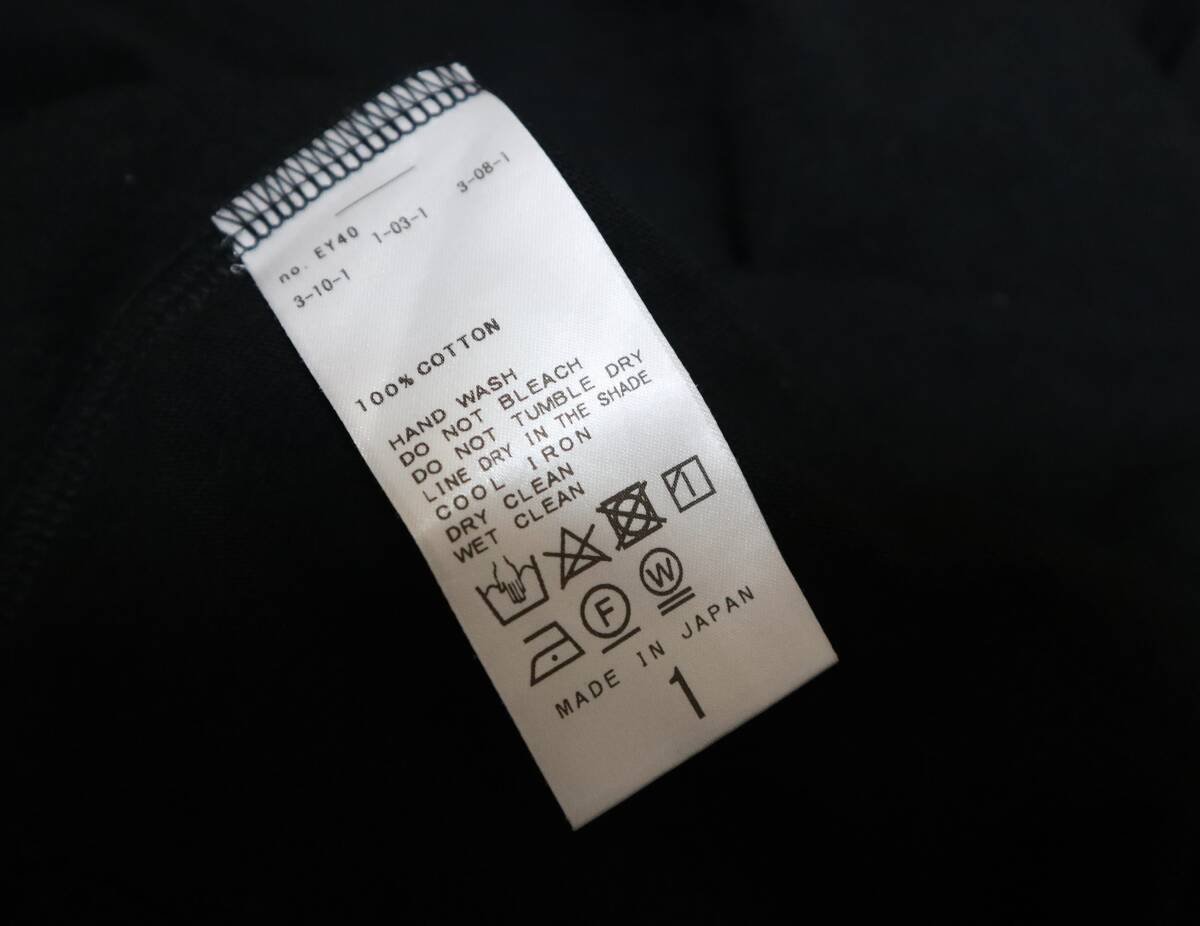 no. EY40
3-10-1 1-03-1 3-08-1
100% COTTON
HAND WASH
DO NOT BLEACH
DO NOT TUMBLE DRY
LINE DRY IN THE SHADE
COOL IRON
DRY CLEAN
WET CLEAN
F W
MADE IN JAPAN
1